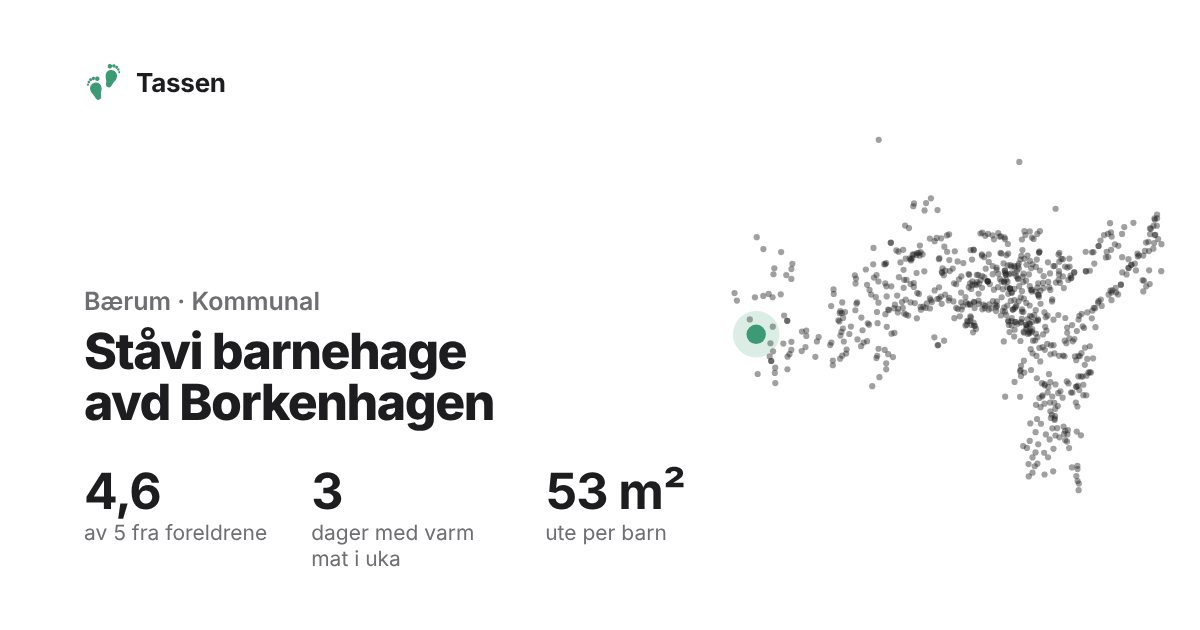 Tassen
Bærum · Kommunal
Ståvi barnehage
avd Borkenhagen
4,6
av 5 fra foreldrene
3
dager med varm
mat i uka
53 m²
ute per barn